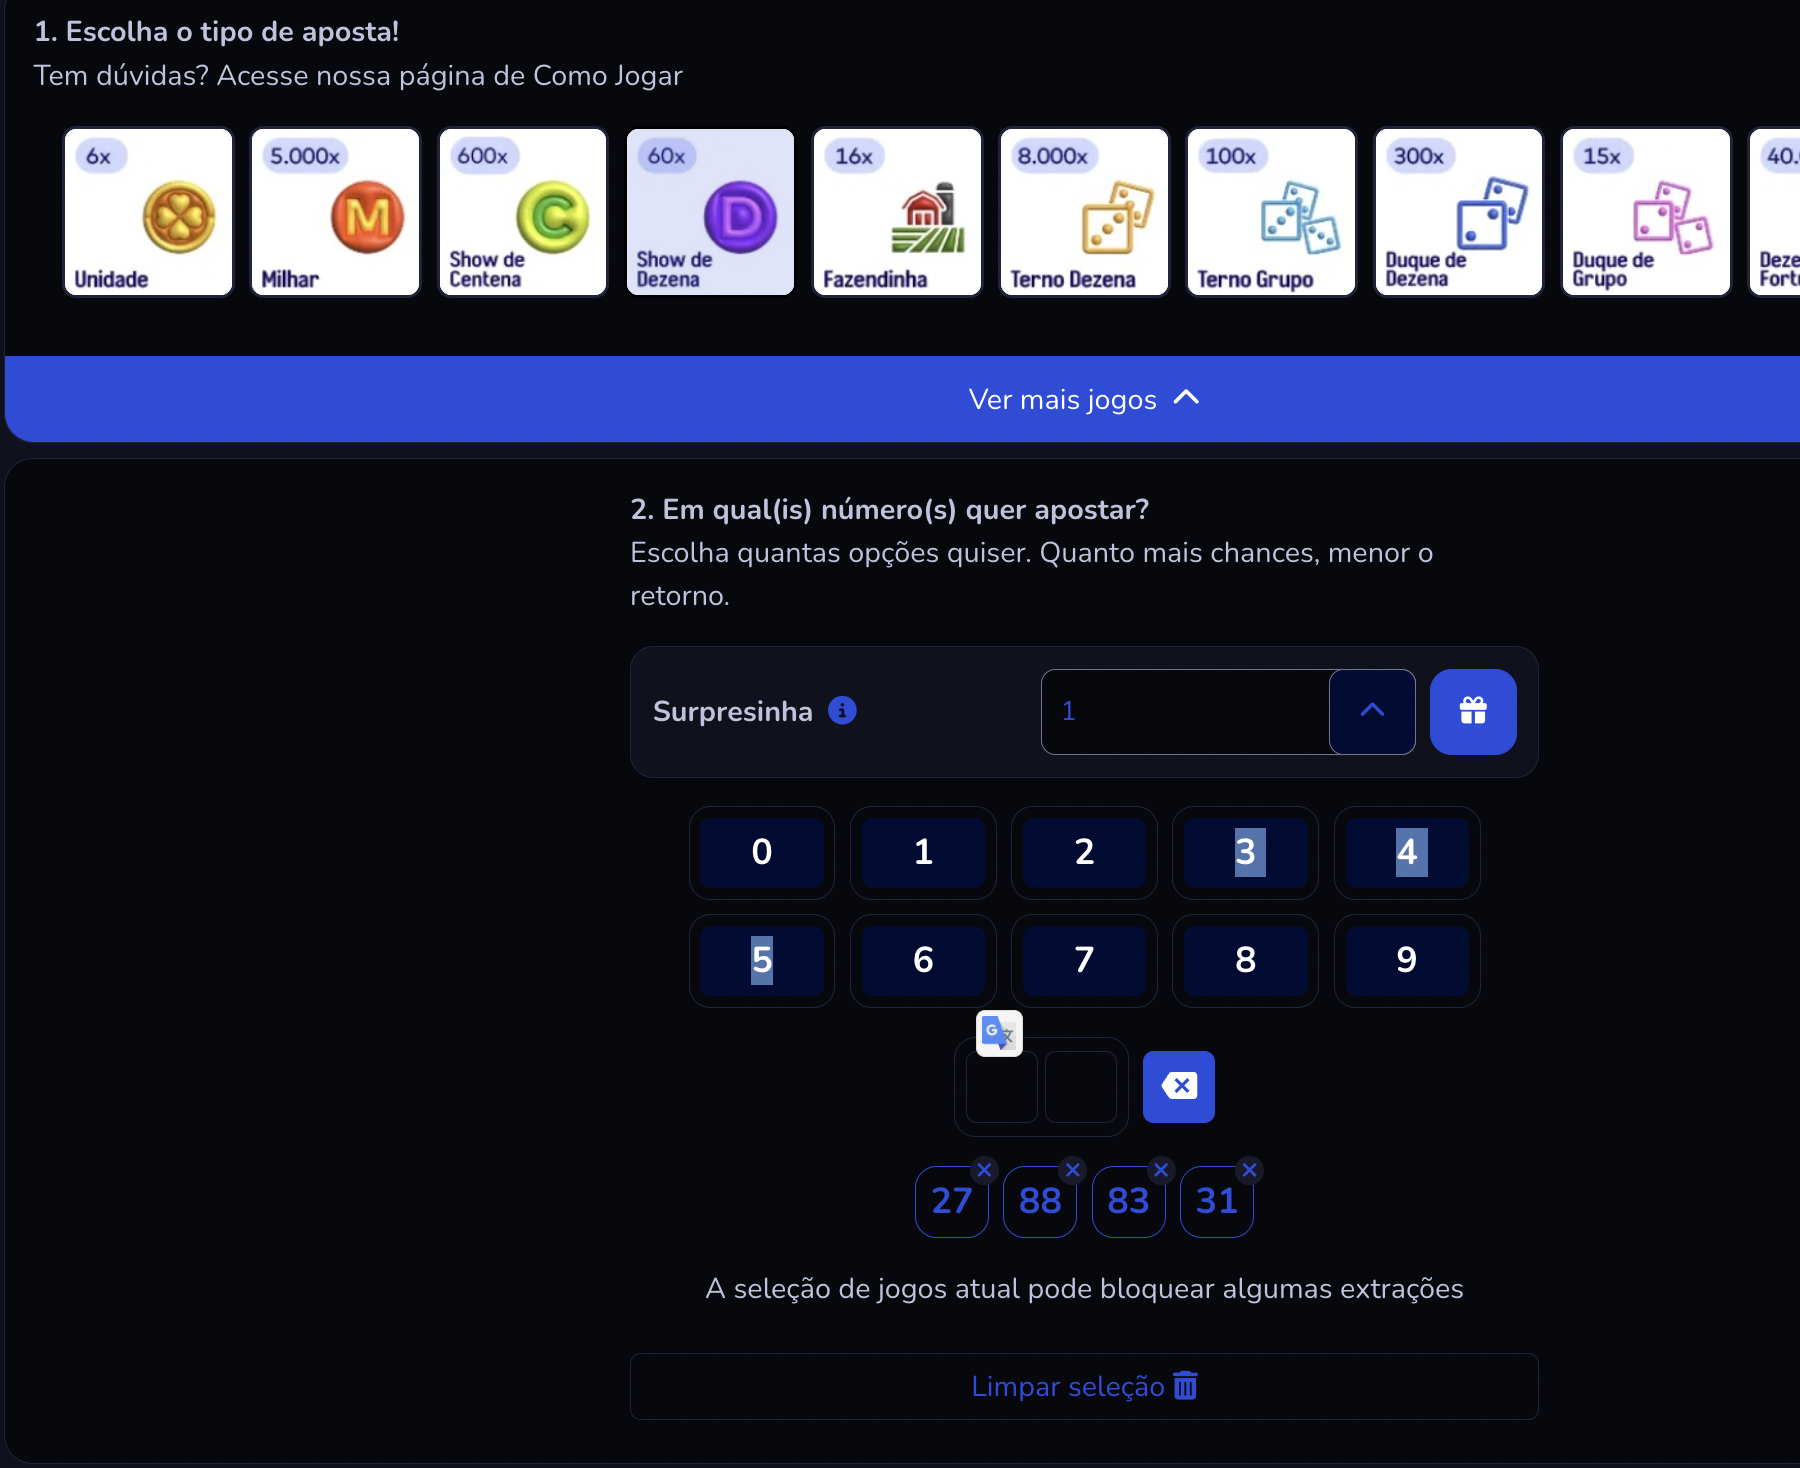 1. Escolha o tipo de aposta!
Tem dúvidas? Acesse nossa página de Como Jogar
6x
Unidade
5.000x
M
Milhar
600x
C
Show de
Centena
60x
D
Show de
Dezena
16x
Fazendinha
8.000x
Terno Dezena
100x
Terno Grupo
300x
Duque de
Dezena
15x
Duque de
Grupo
40.
Deze
Fort
Ver mais jogos
2. Em qual(is) número(s) quer apostar?
Escolha quantas opções quiser. Quanto mais chances, menor o
retorno.
Surpresinha
1
0 1 2 3 4
5 6 7 8 9
G
27 88 83 31
A seleção de jogos atual pode bloquear algumas extrações
Limpar seleção